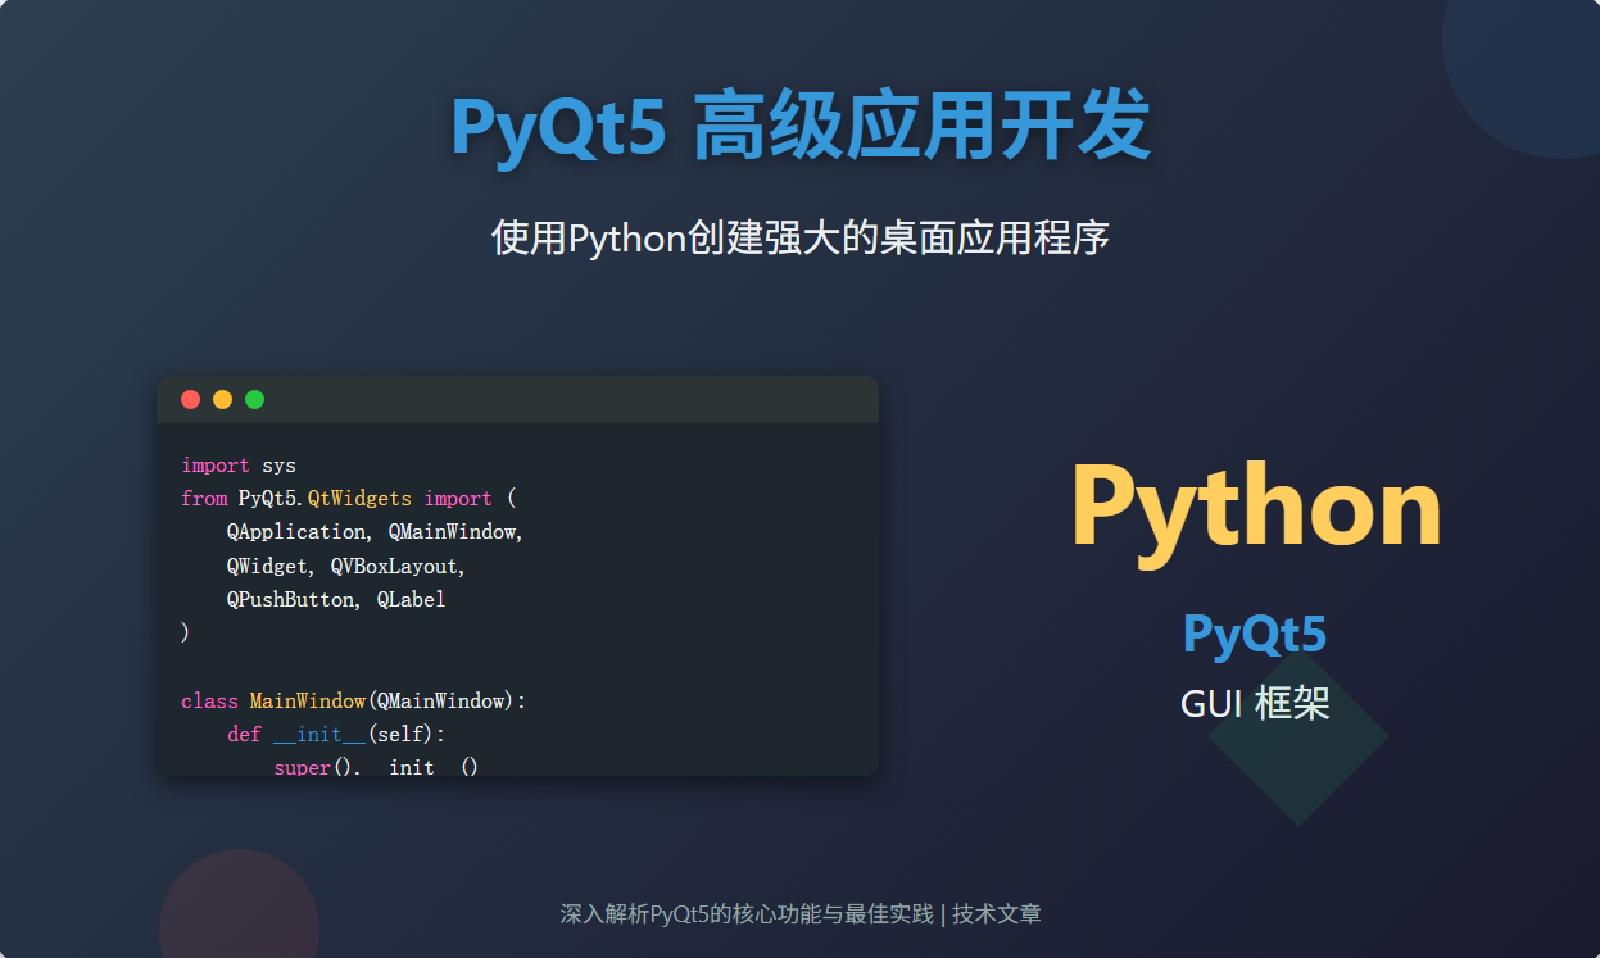 PyQt5 高级应用开发
使用Python创建强大的桌面应用程序
import sys
from PyQt5.QtWidgets import (
    QApplication, QMainWindow,
    QWidget, QVBoxLayout,
    QPushButton, QLabel
)
class MainWindow(QMainWindow):
    def __init__(self):
        super().__init__()
Python
PyQt5
GUI 框架
深入解析PyQt5的核心功能与最佳实践 | 技术文章